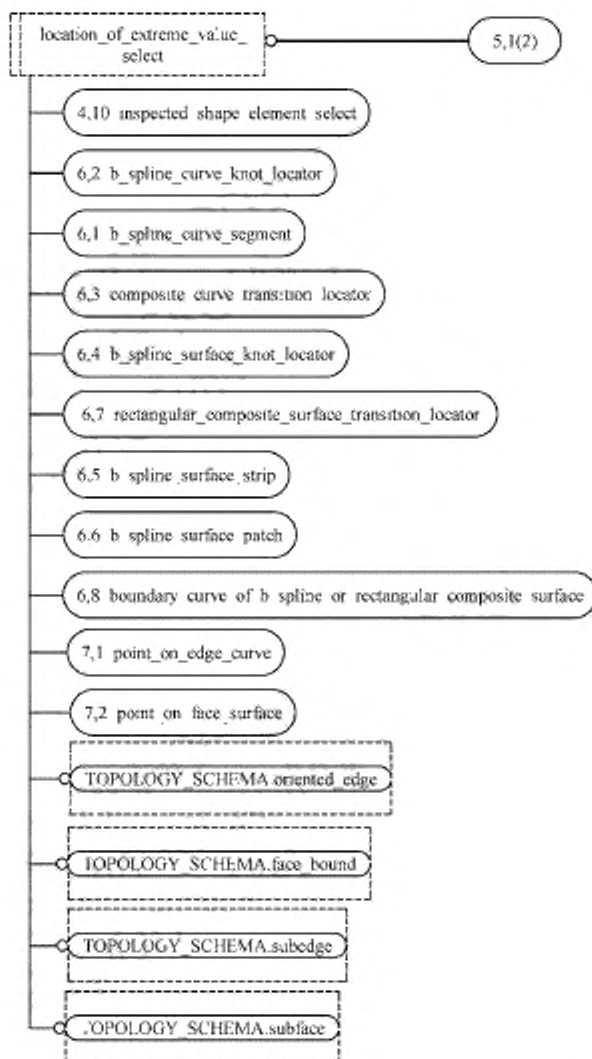 location_of_extreme_value_
select
5,1(2)
4,10 inspected shape element select
6,2 b_spline_curve_knot_locator
6,1 b_spline_curve_segment
6,3 composite curve transition locator
6,4 b_spline_surface_knot_locator
6,7 rectangular_composite_surface_transition_locator
6,5 b spline surface strip
6.6 b spline surface patch
6,8 boundary curve of b spline or rectangular composite surface
7,1 point_on_edge_curve
7,2 point on face_surface
TOPOLOGY_SCHEMA.oriented_edge
TOPOLOGY_SCHEMA.face_bound
TOPOLOGY_SCHEMA.subedge
TOPOLOGY_SCHEMA.subface